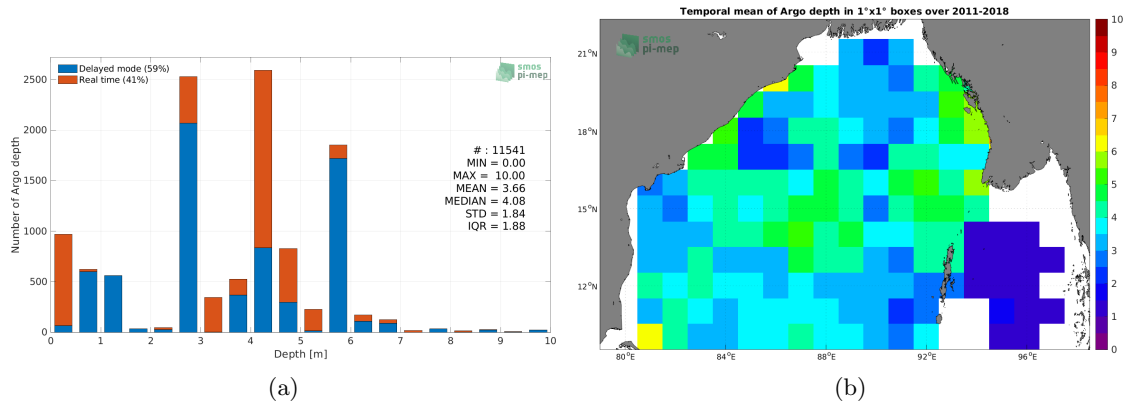 Delayed mode (59%)
Real time (41%)
smos
pi-mep
Number of Argo depth
2500
2000
1500
1000
500
0
# : 11541
MIN = 0.00
MAX = 10.00
MEAN = 3.66
MEDIAN = 4.08
STD = 1.84
IQR = 1.88
0 1 2 3 4 5 6 7 8 9 10
Depth [m]
(a)
Temporal mean of Argo depth in 1°x1° boxes over 2011-2018
smos
pi-mep
21°N
18°N
15°N
12°N
80°E 84°E 88°E 92°E 96°E
10
9
8
7
6
5
4
3
2
1
0
(b)